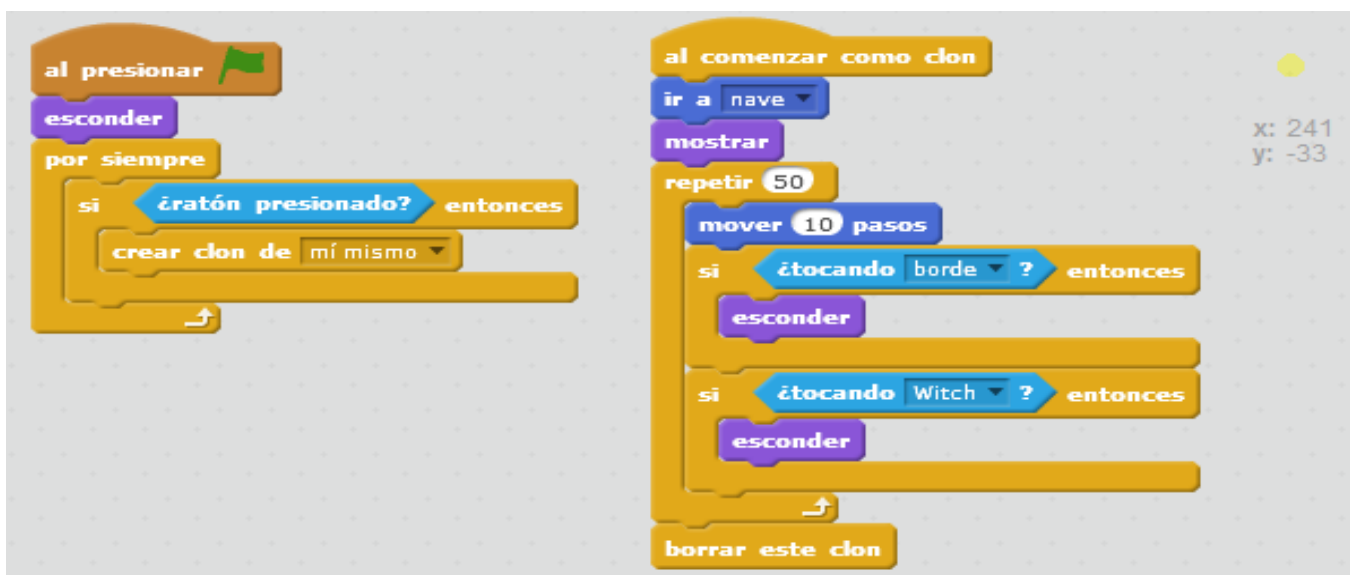 al presionar
esconder
por siempre
si ¿ratón presionado? entonces
crear clon de mí mismo
al comenzar como clon
ir a nave
mostrar
repetir 50
mover 10 pasos
si ¿tocando borde ? entonces
esconder
si ¿tocando Witch ? entonces
esconder
borrar este clon
x: 241
y: -33